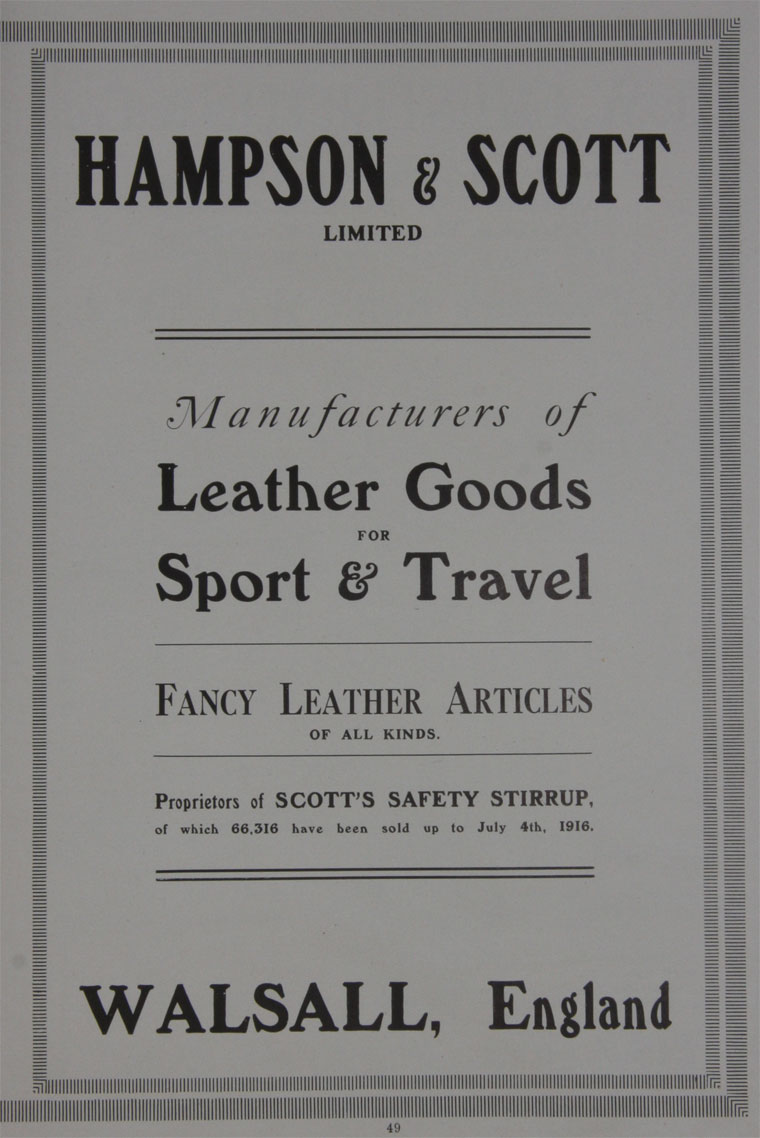 HAMPSON & SCOTT
LIMITED
Manufacturers of
Leather Goods
FOR
Sport & Travel
FANCY LEATHER ARTICLES
OF ALL KINDS.
Proprietors of SCOTT'S SAFETY STIRRUP,
of which 66,316 have been sold up to July 4th, 1916.
WALSALL, England
49